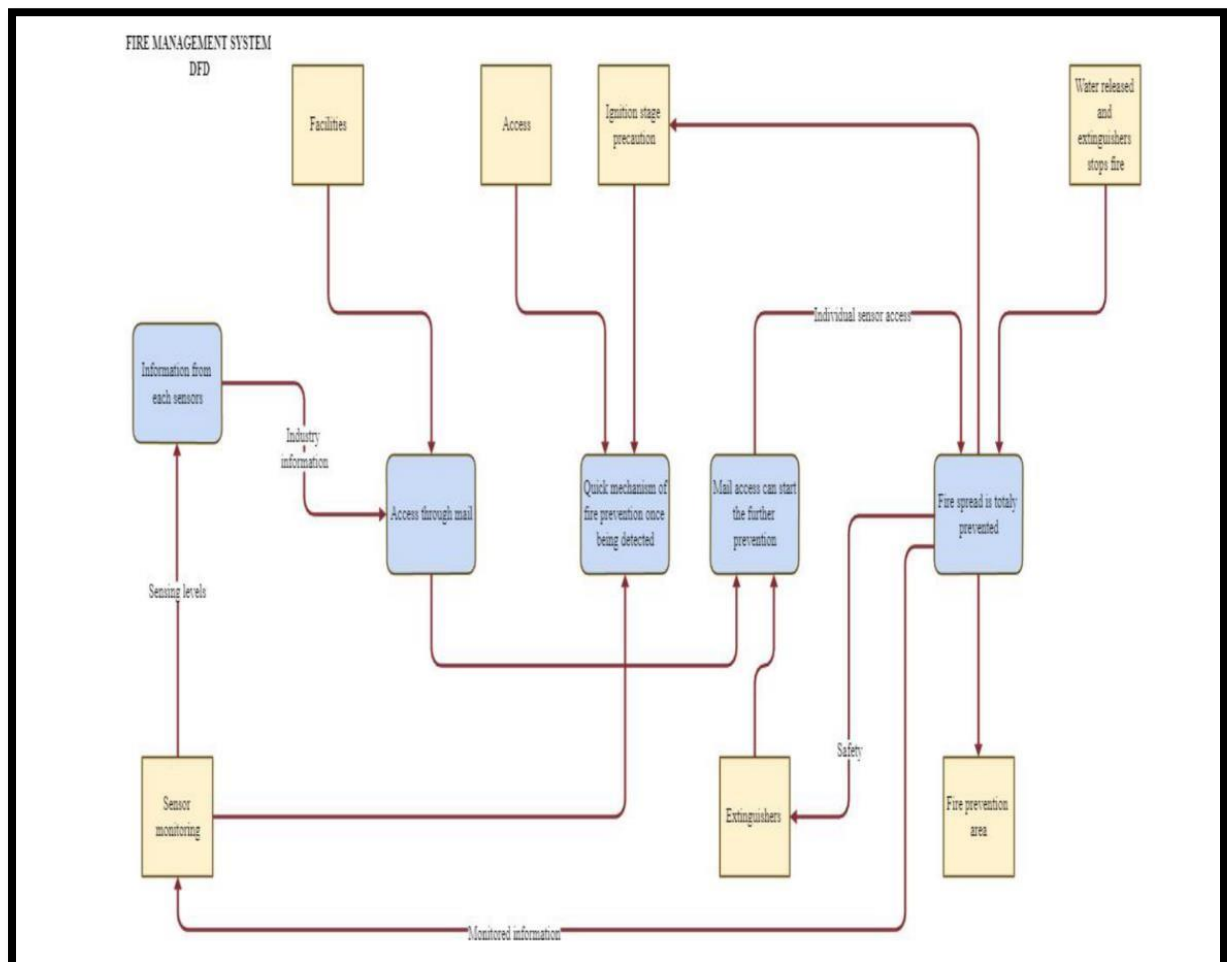 FIRE MANAGEMENT SYSTEM
DFD
Facilities
Access
Ignition stage
precaution
Water released
and
extinguishers
stops fire
Individual sensor access
Information from
each sensors
Industry
information
Access through mail
Quick mechanism of
fire prevention once
being detected
Mail access can start
the further
prevention
Fire spread is totaly
prevented
Sensing levels
Safety
Sensor
monitoring
Extinguishers
Fire prevention
area
Monitored information